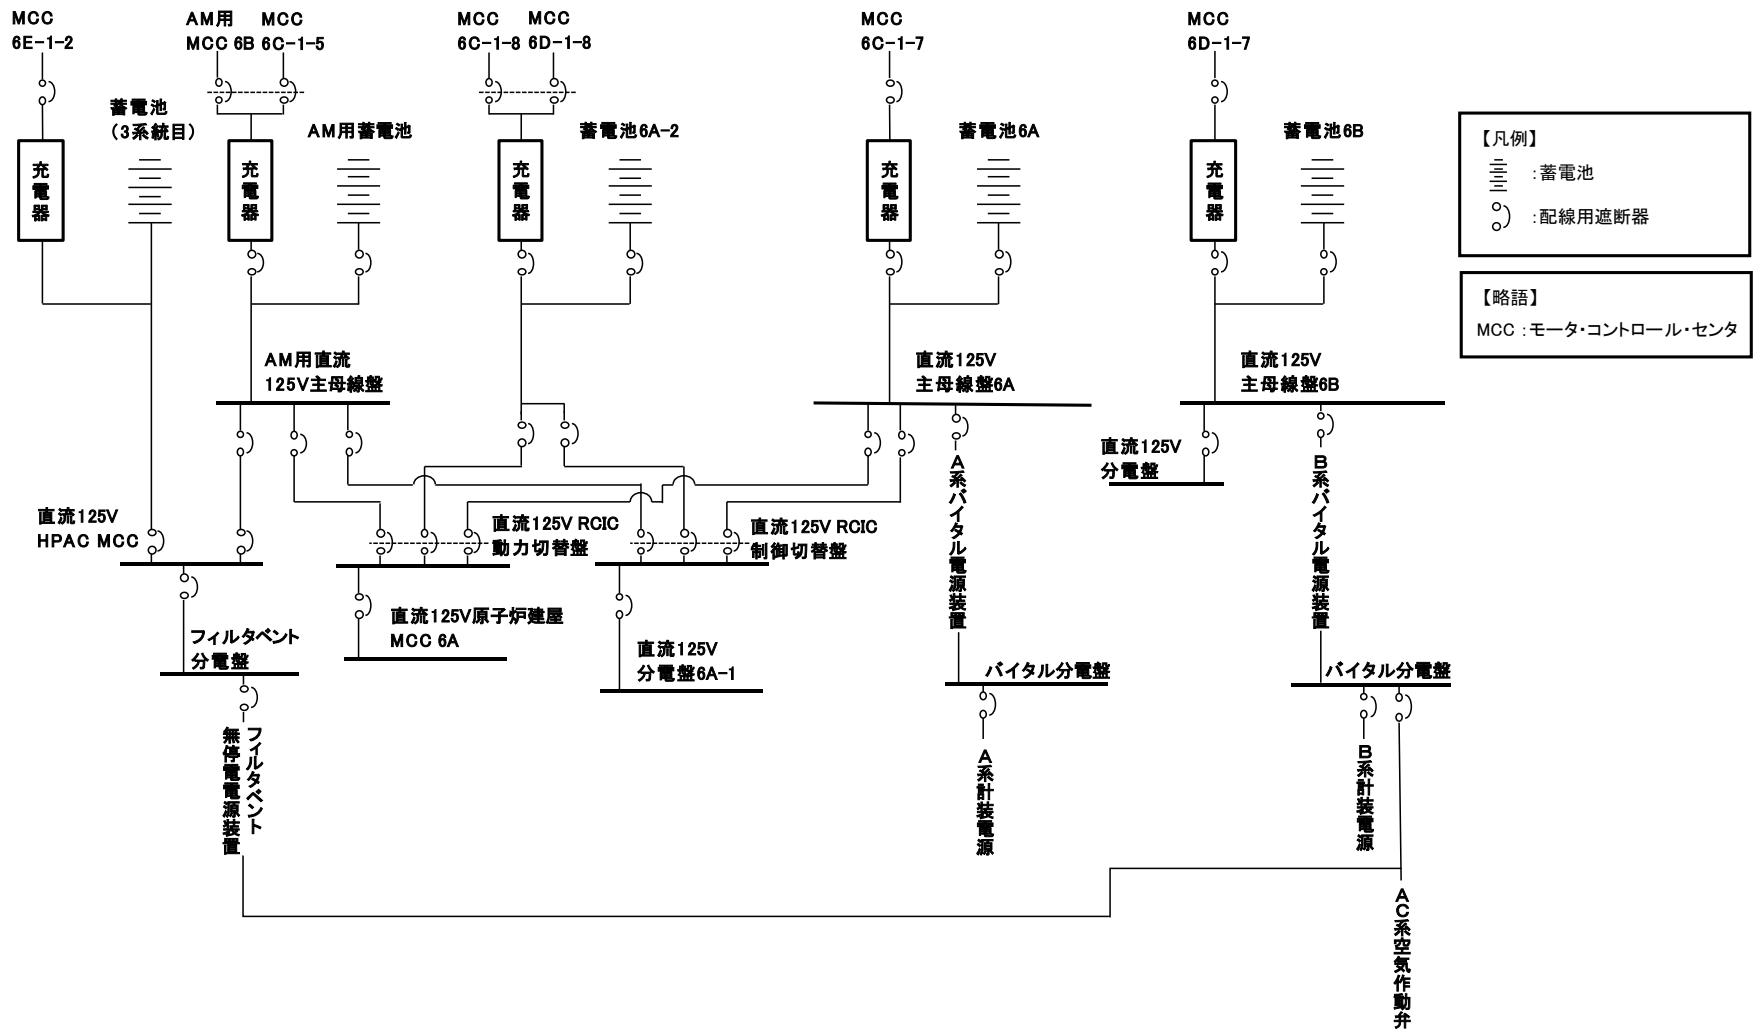 MCC
6E-1-2
AM用
MCC 6B
MCC
6C-1-5
MCC
6C-1-8
MCC
6D-1-8
MCC
6C-1-7
MCC
6D-1-7
蓄電池
(3系統目)
AM用蓄電池
蓄電池6A-2
蓄電池6A
蓄電池6B
充電器
充電器
充電器
充電器
充電器
【凡例】
:蓄電池
:配線用遮断器
【略語】
MCC:モータ・コントロール・センタ
AM用直流
125V主母線盤
直流125V
主母線盤6A
直流125V
主母線盤6B
直流125V
分電盤
A系バイタル電源装置
B系バイタル電源装置
直流125V
HPAC MCC
直流125V RCIC
動力切替盤
直流125V RCIC
制御切替盤
フィルタベント
分電盤
直流125V原子炉建屋
MCC 6A
直流125V
分電盤6A-1
バイタル分電盤
バイタル分電盤
フィルタベント
無停電電源装置
A系計装電源
B系計装電源
AC系空気作動弁